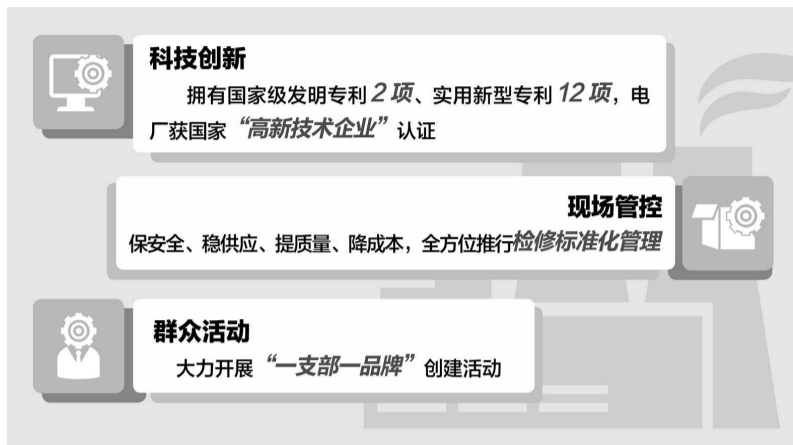 科技创新
拥有国家级发明专利2项、实用新型专利12项，电
厂获国家“高新技术企业”认证
现场管控
保安全、稳供应、提质量、降成本，全方位推行检修标准化管理
群众活动
大力开展“一支部一品牌”创建活动